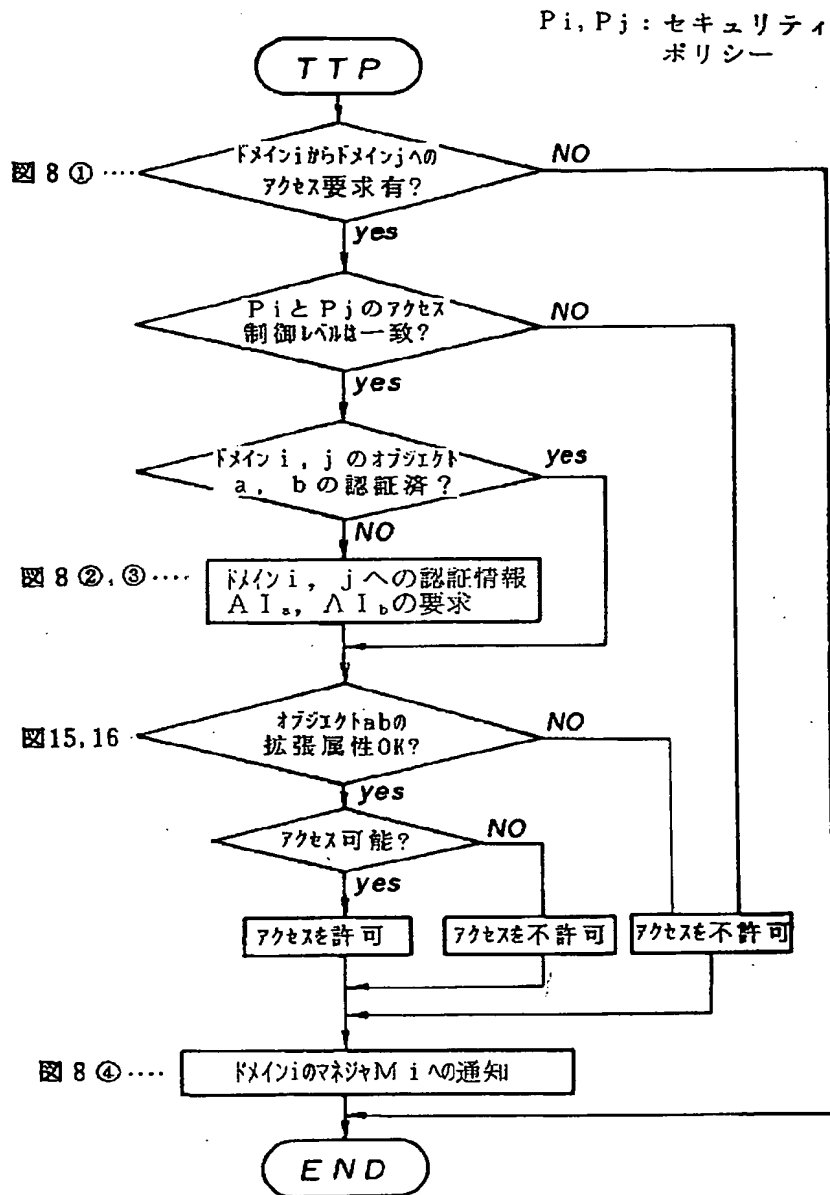 Pi, Pj : セキュリティ
ポリシー
TTP
図8①‥‥
ドメインiからドメインjへの
アクセス要求有?
NO
yes
PiとPjのアクセス
制御レベルは一致?
NO
yes
ドメインi, jのオブジェクト
a, bの認証済?
yes
NO
図8②,③‥‥
ドメインi, jへの認証情報
AIa, ΛIbの要求
図15,16
オブジェクトabの
拡張属性OK?
NO
yes
アクセス可能?
NO
yes
アクセスを許可
アクセスを不許可
アクセスを不許可
図8④‥‥
ドメインiのマネジャMiへの通知
END